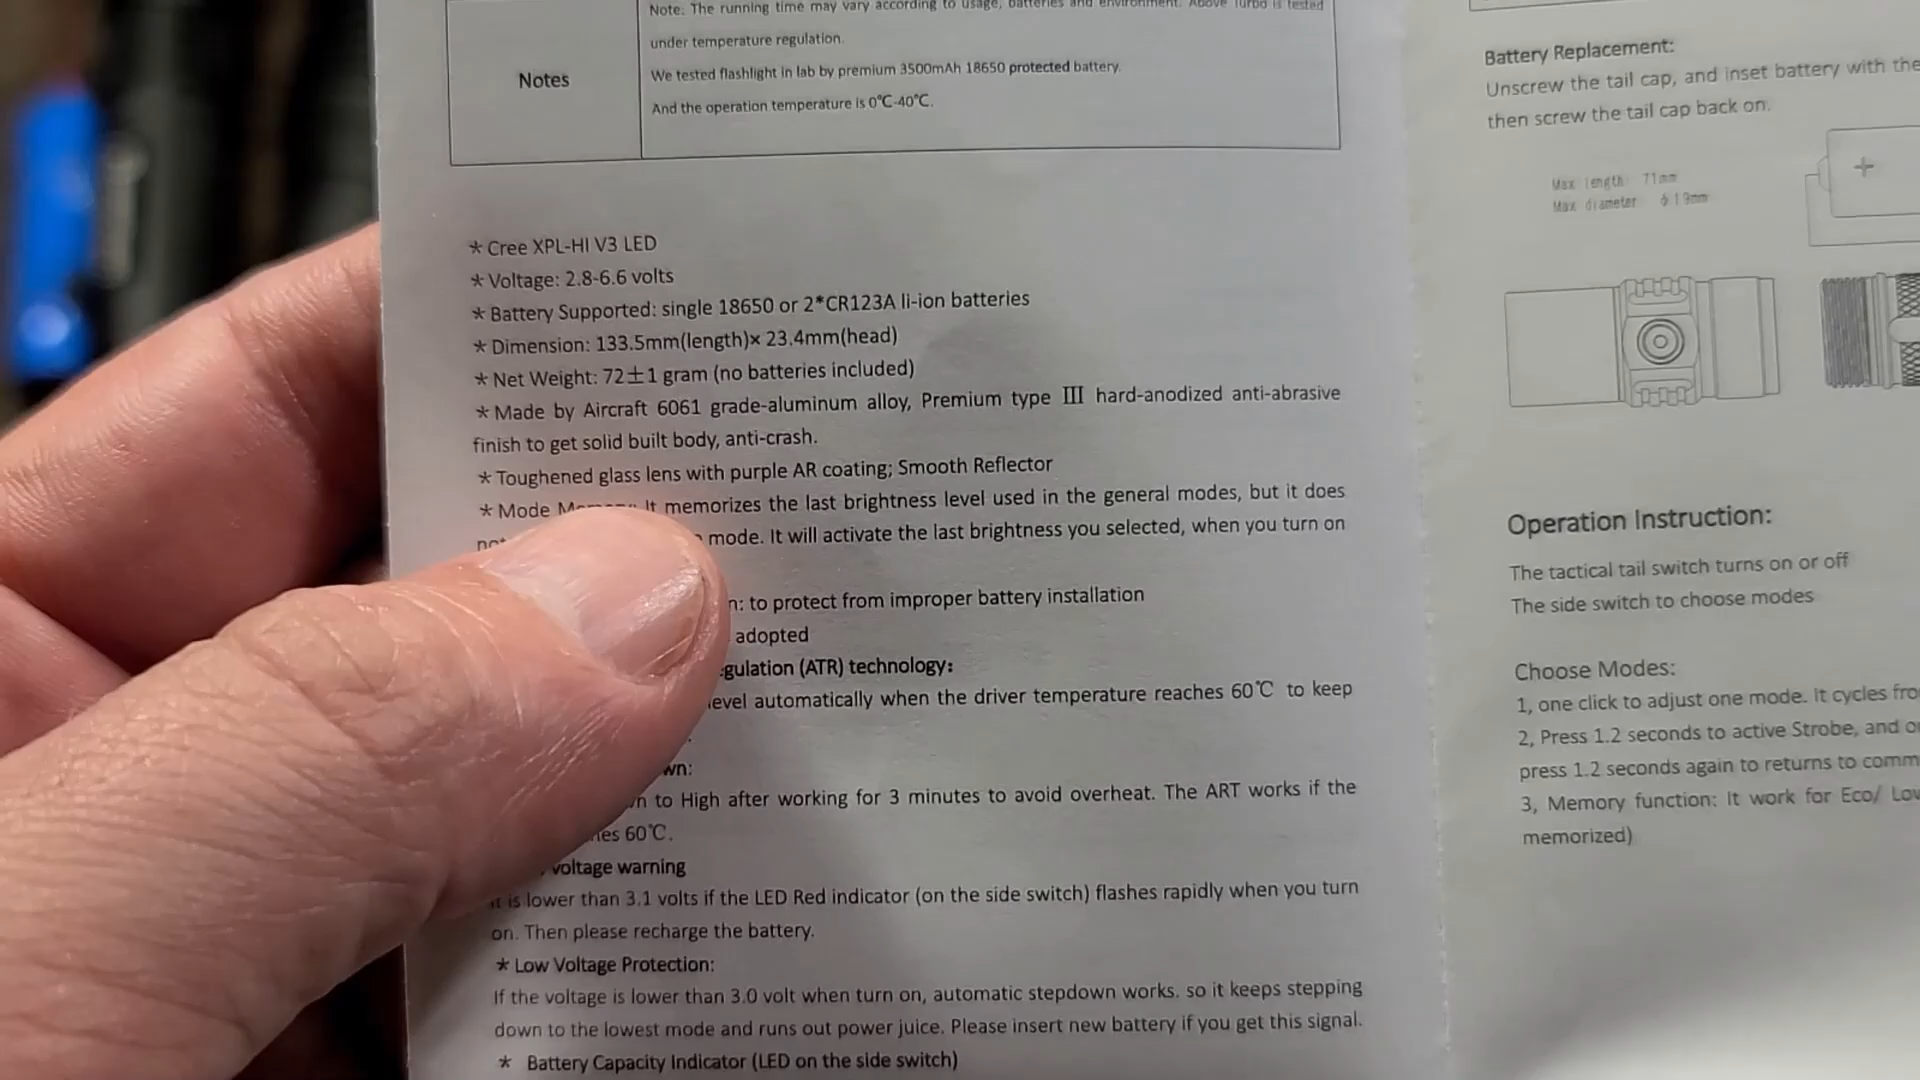 Note: The running time may vary according to usage, batteries and environment. Above Turbo is tested
under temperature regulation.
Notes
We tested flashlight in lab by premium 3500mAh 18650 protected battery.
And the operation temperature is 0℃-40℃.
* Cree XPL-HI V3 LED
* Voltage: 2.8-6.6 volts
* Battery Supported: single 18650 or 2*CR123A li-ion batteries
* Dimension: 133.5mm(length)× 23.4mm(head)
* Net Weight: 72±1 gram (no batteries included)
* Made by Aircraft 6061 grade-aluminum alloy, Premium type III hard-anodized anti-abrasive
finish to get solid built body, anti-crash.
* Toughened glass lens with purple AR coating; Smooth Reflector
* Mode It memorizes the last brightness level used in the general modes, but it does
mode. It will activate the last brightness you selected, when you turn on
n: to protect from improper battery installation
adopted
egulation (ATR) technology:
level automatically when the driver temperature reaches 60℃ to keep
wn:
n to High after working for 3 minutes to avoid overheat. The ART works if the
hes 60℃.
voltage warning
It is lower than 3.1 volts if the LED Red indicator (on the side switch) flashes rapidly when you turn
on. Then please recharge the battery.
* Low Voltage Protection:
If the voltage is lower than 3.0 volt when turn on, automatic stepdown works. so it keeps stepping
down to the lowest mode and runs out power juice. Please insert new battery if you get this signal.
* Battery Capacity Indicator (LED on the side switch)
Battery Replacement:
Unscrew the tail cap, and inset battery with the
then screw the tail cap back on.
Max length 71mm
Max diameter ϕ19mm
+
Operation Instruction:
The tactical tail switch turns on or off
The side switch to choose modes
Choose Modes:
1, one click to adjust one mode. It cycles fro
2, Press 1.2 seconds to active Strobe, and o
press 1.2 seconds again to returns to comm
3, Memory function: It work for Eco/ Low
memorized)